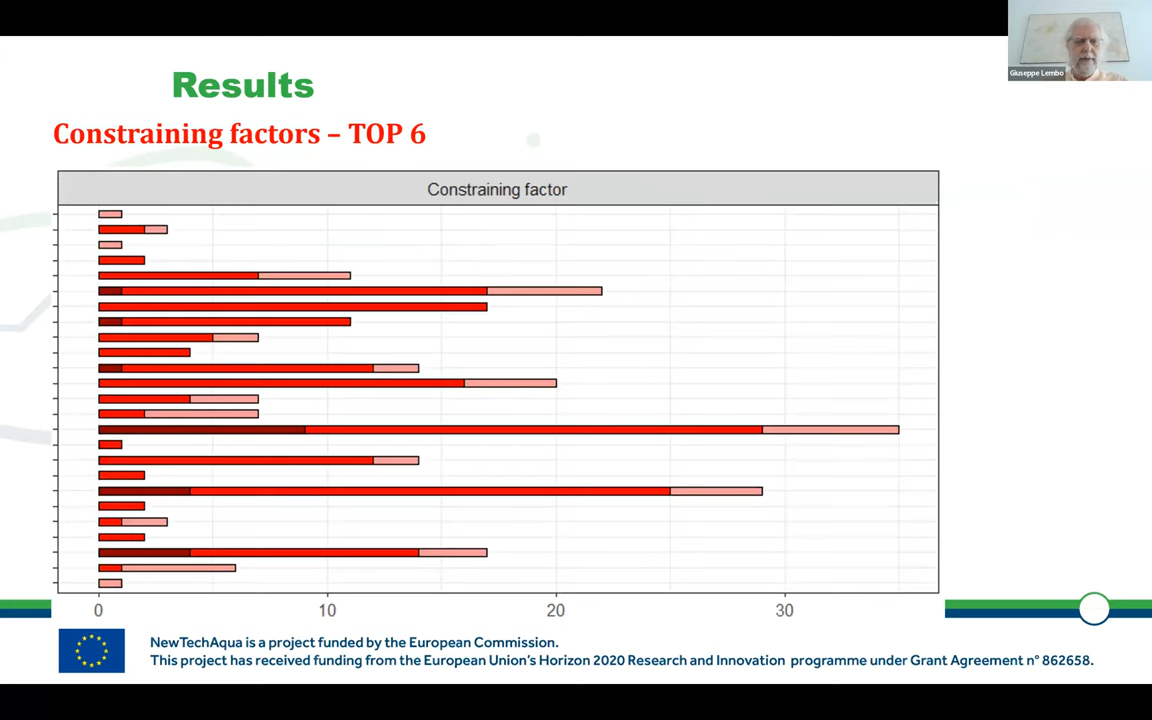 Giuseppe Lembo
Results
Constraining factors – TOP 6
Constraining factor
0 10 20 30
NewTechAqua is a project funded by the European Commission.
This project has received funding from the European Union's Horizon 2020 Research and Innovation programme under Grant Agreement n° 862658.